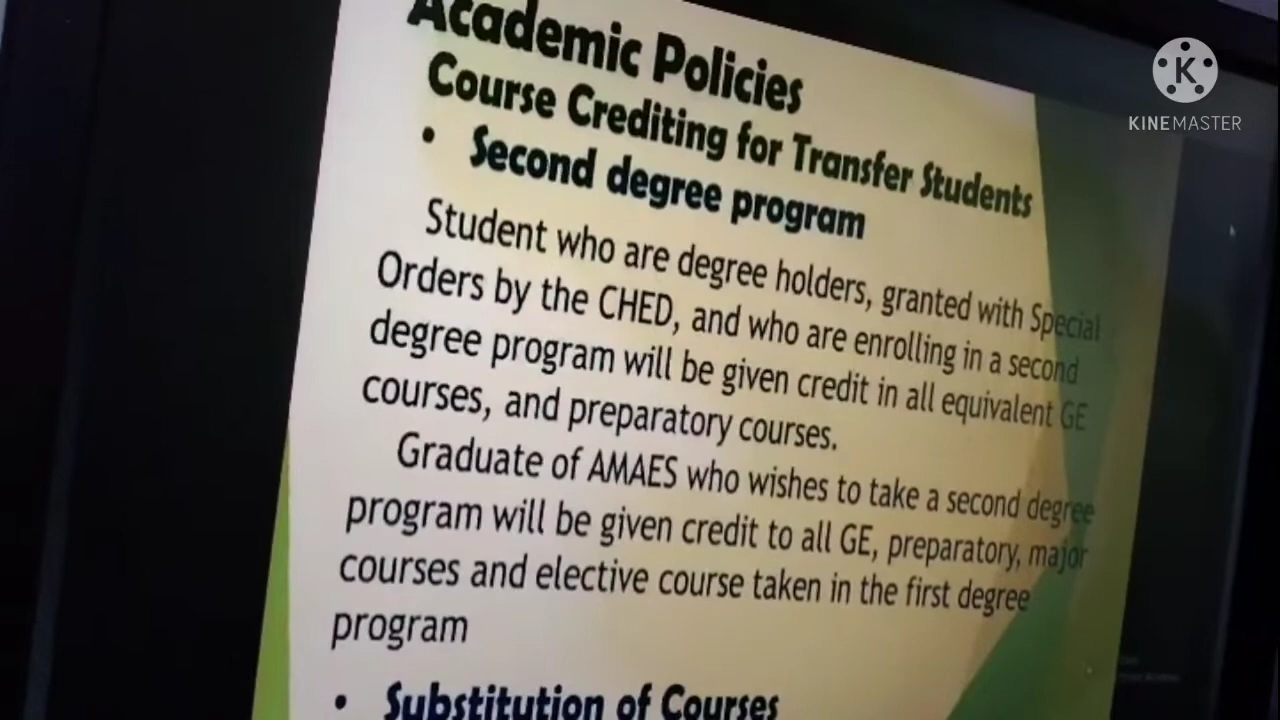 Academic Policies
Course Crediting for Transfer Students
• Second degree program
Student who are degree holders, granted with Special
Orders by the CHED, and who are enrolling in a second
degree program will be given credit in all equivalent GE
courses, and preparatory courses.
Graduate of AMAES who wishes to take a second degree
program will be given credit to all GE, preparatory, major
courses and elective course taken in the first degree
program
• Substitution of Courses
K
KINEMASTER